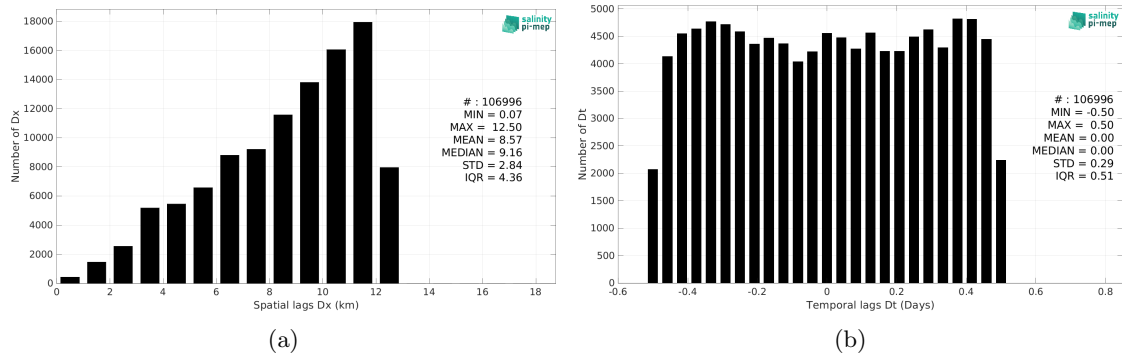 18000
16000
14000
12000
10000
8000
6000
4000
2000
0
Number of Dx
0 2 4 6 8 10 12 14 16 18
Spatial lags Dx (km)
salinity
pi-mep
# : 106996
MIN = 0.07
MAX = 12.50
MEAN = 8.57
MEDIAN = 9.16
STD = 2.84
IQR = 4.36
(a)
5000
4500
4000
3500
3000
2500
2000
1500
1000
500
0
Number of Dt
-0.6 -0.4 -0.2 0 0.2 0.4 0.6 0.8
Temporal lags Dt (Days)
salinity
pi-mep
# : 106996
MIN = -0.50
MAX = 0.50
MEAN = 0.00
MEDIAN = 0.00
STD = 0.29
IQR = 0.51
(b)